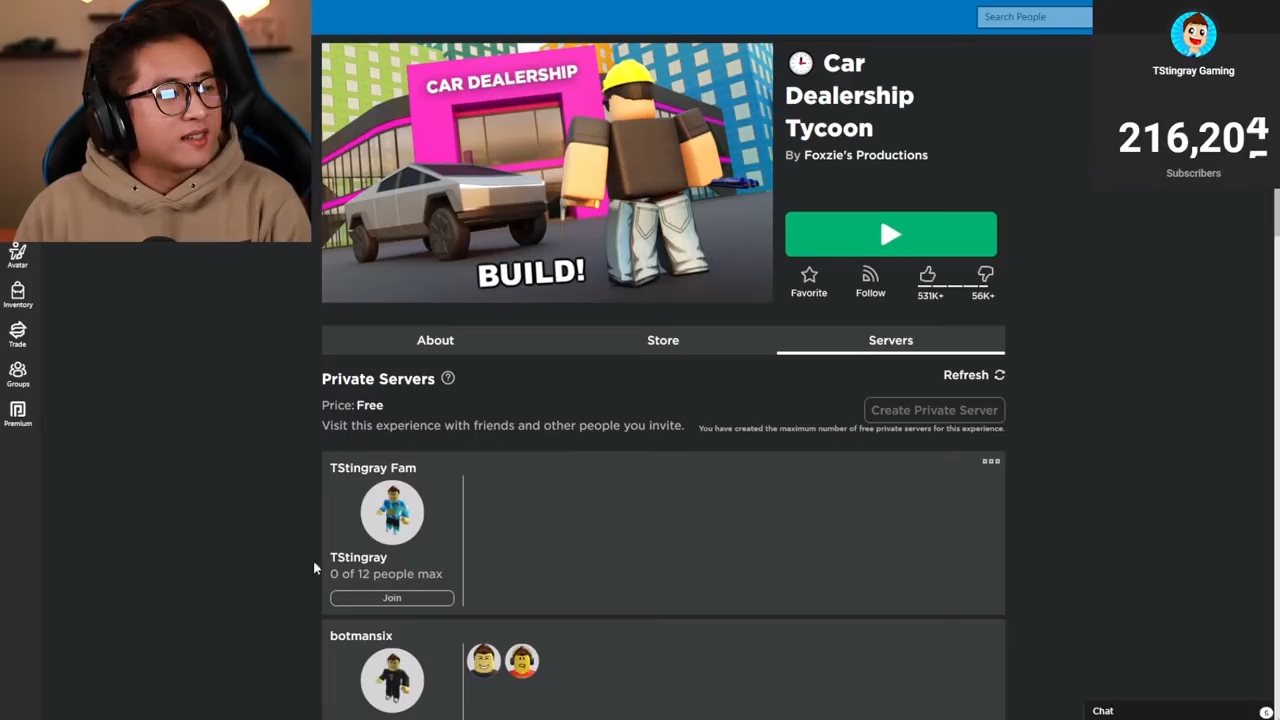 Search People
TStingray Gaming
216,204
Subscribers
CAR DEALERSHIP
BUILD!
Car
Dealership
Tycoon
By Foxzie's Productions
Favorite
Follow
531K+
56K+
Avatar
Inventory
Trade
Groups
Premium
About
Store
Servers
Private Servers
Refresh
Price: Free
Create Private Server
Visit this experience with friends and other people you invite.
You have created the maximum number of free private servers for this experience.
TStingray Fam
TStingray
0 of 12 people max
Join
botmansix
Chat